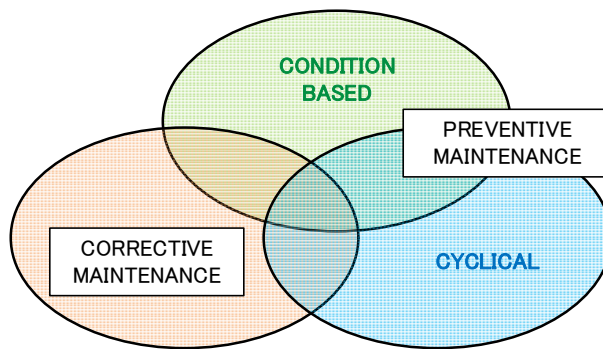 CONDITION
BASED
PREVENTIVE
MAINTENANCE
CORRECTIVE
MAINTENANCE
CYCLICAL